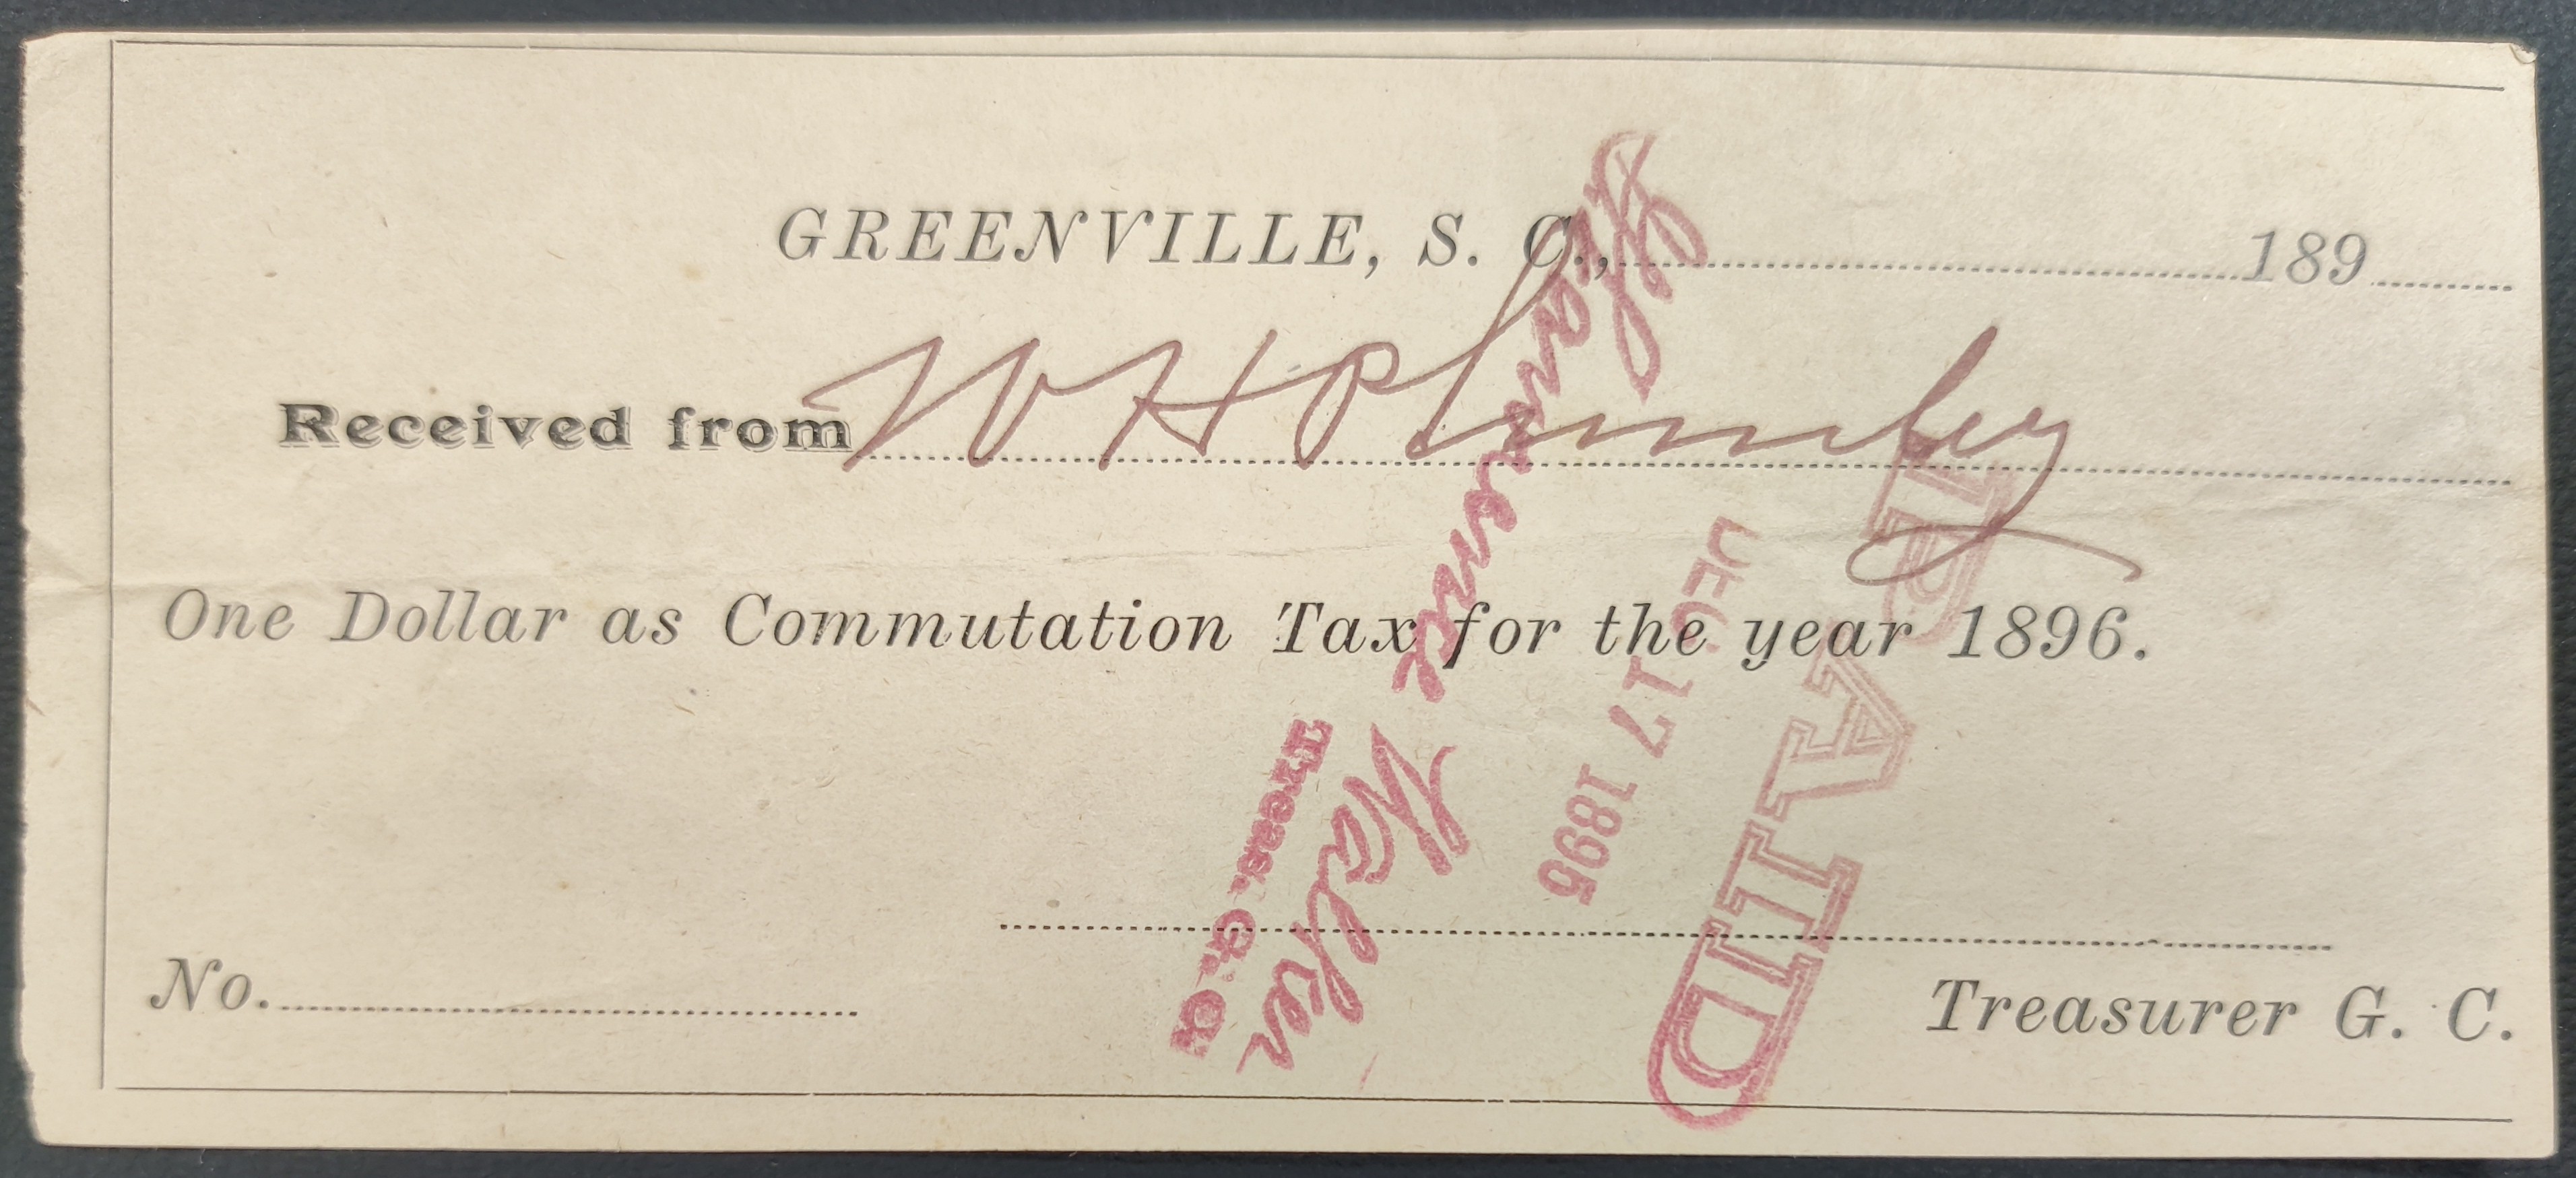 GREENVILLE, S. C., 189
Received from W H Plumley
One Dollar as Commutation Tax for the year 1896.
No.
Treasurer G. C.
PAID
DEC 17 1895
Walker
Treas. G. C.